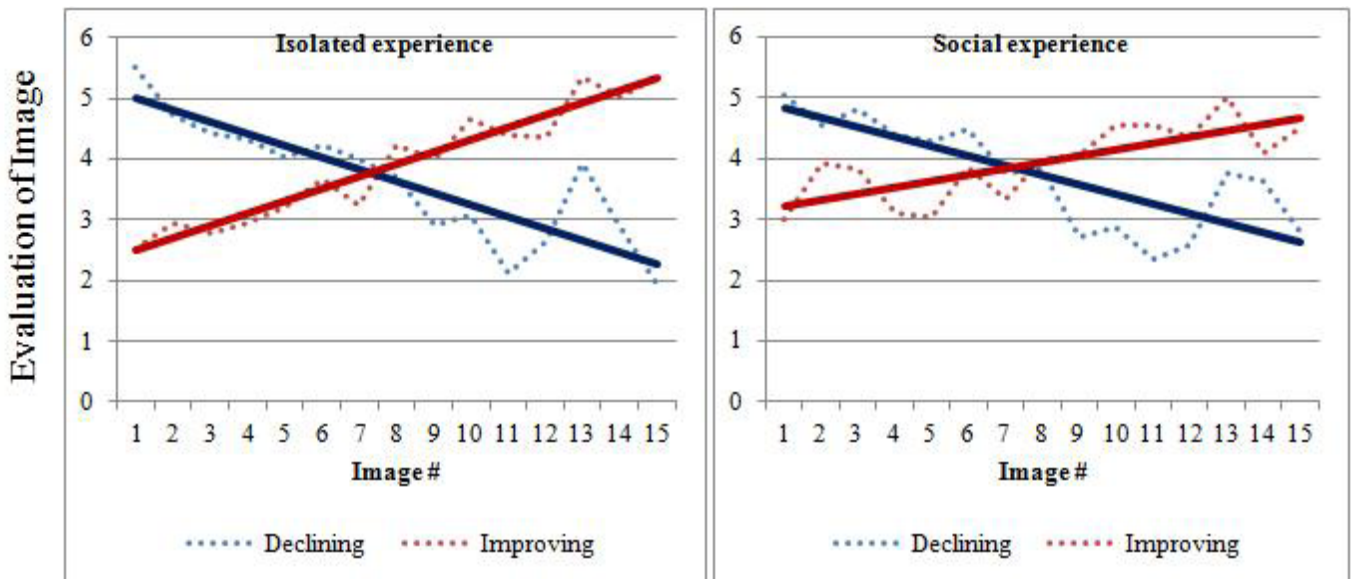 Evaluation of Image
Isolated experience
6
5
4
3
2
1
0
1 2 3 4 5 6 7 8 9 10 11 12 13 14 15
Image #
Declining Improving
Social experience
6
5
4
3
2
1
0
1 2 3 4 5 6 7 8 9 10 11 12 13 14 15
Image #
Declining Improving